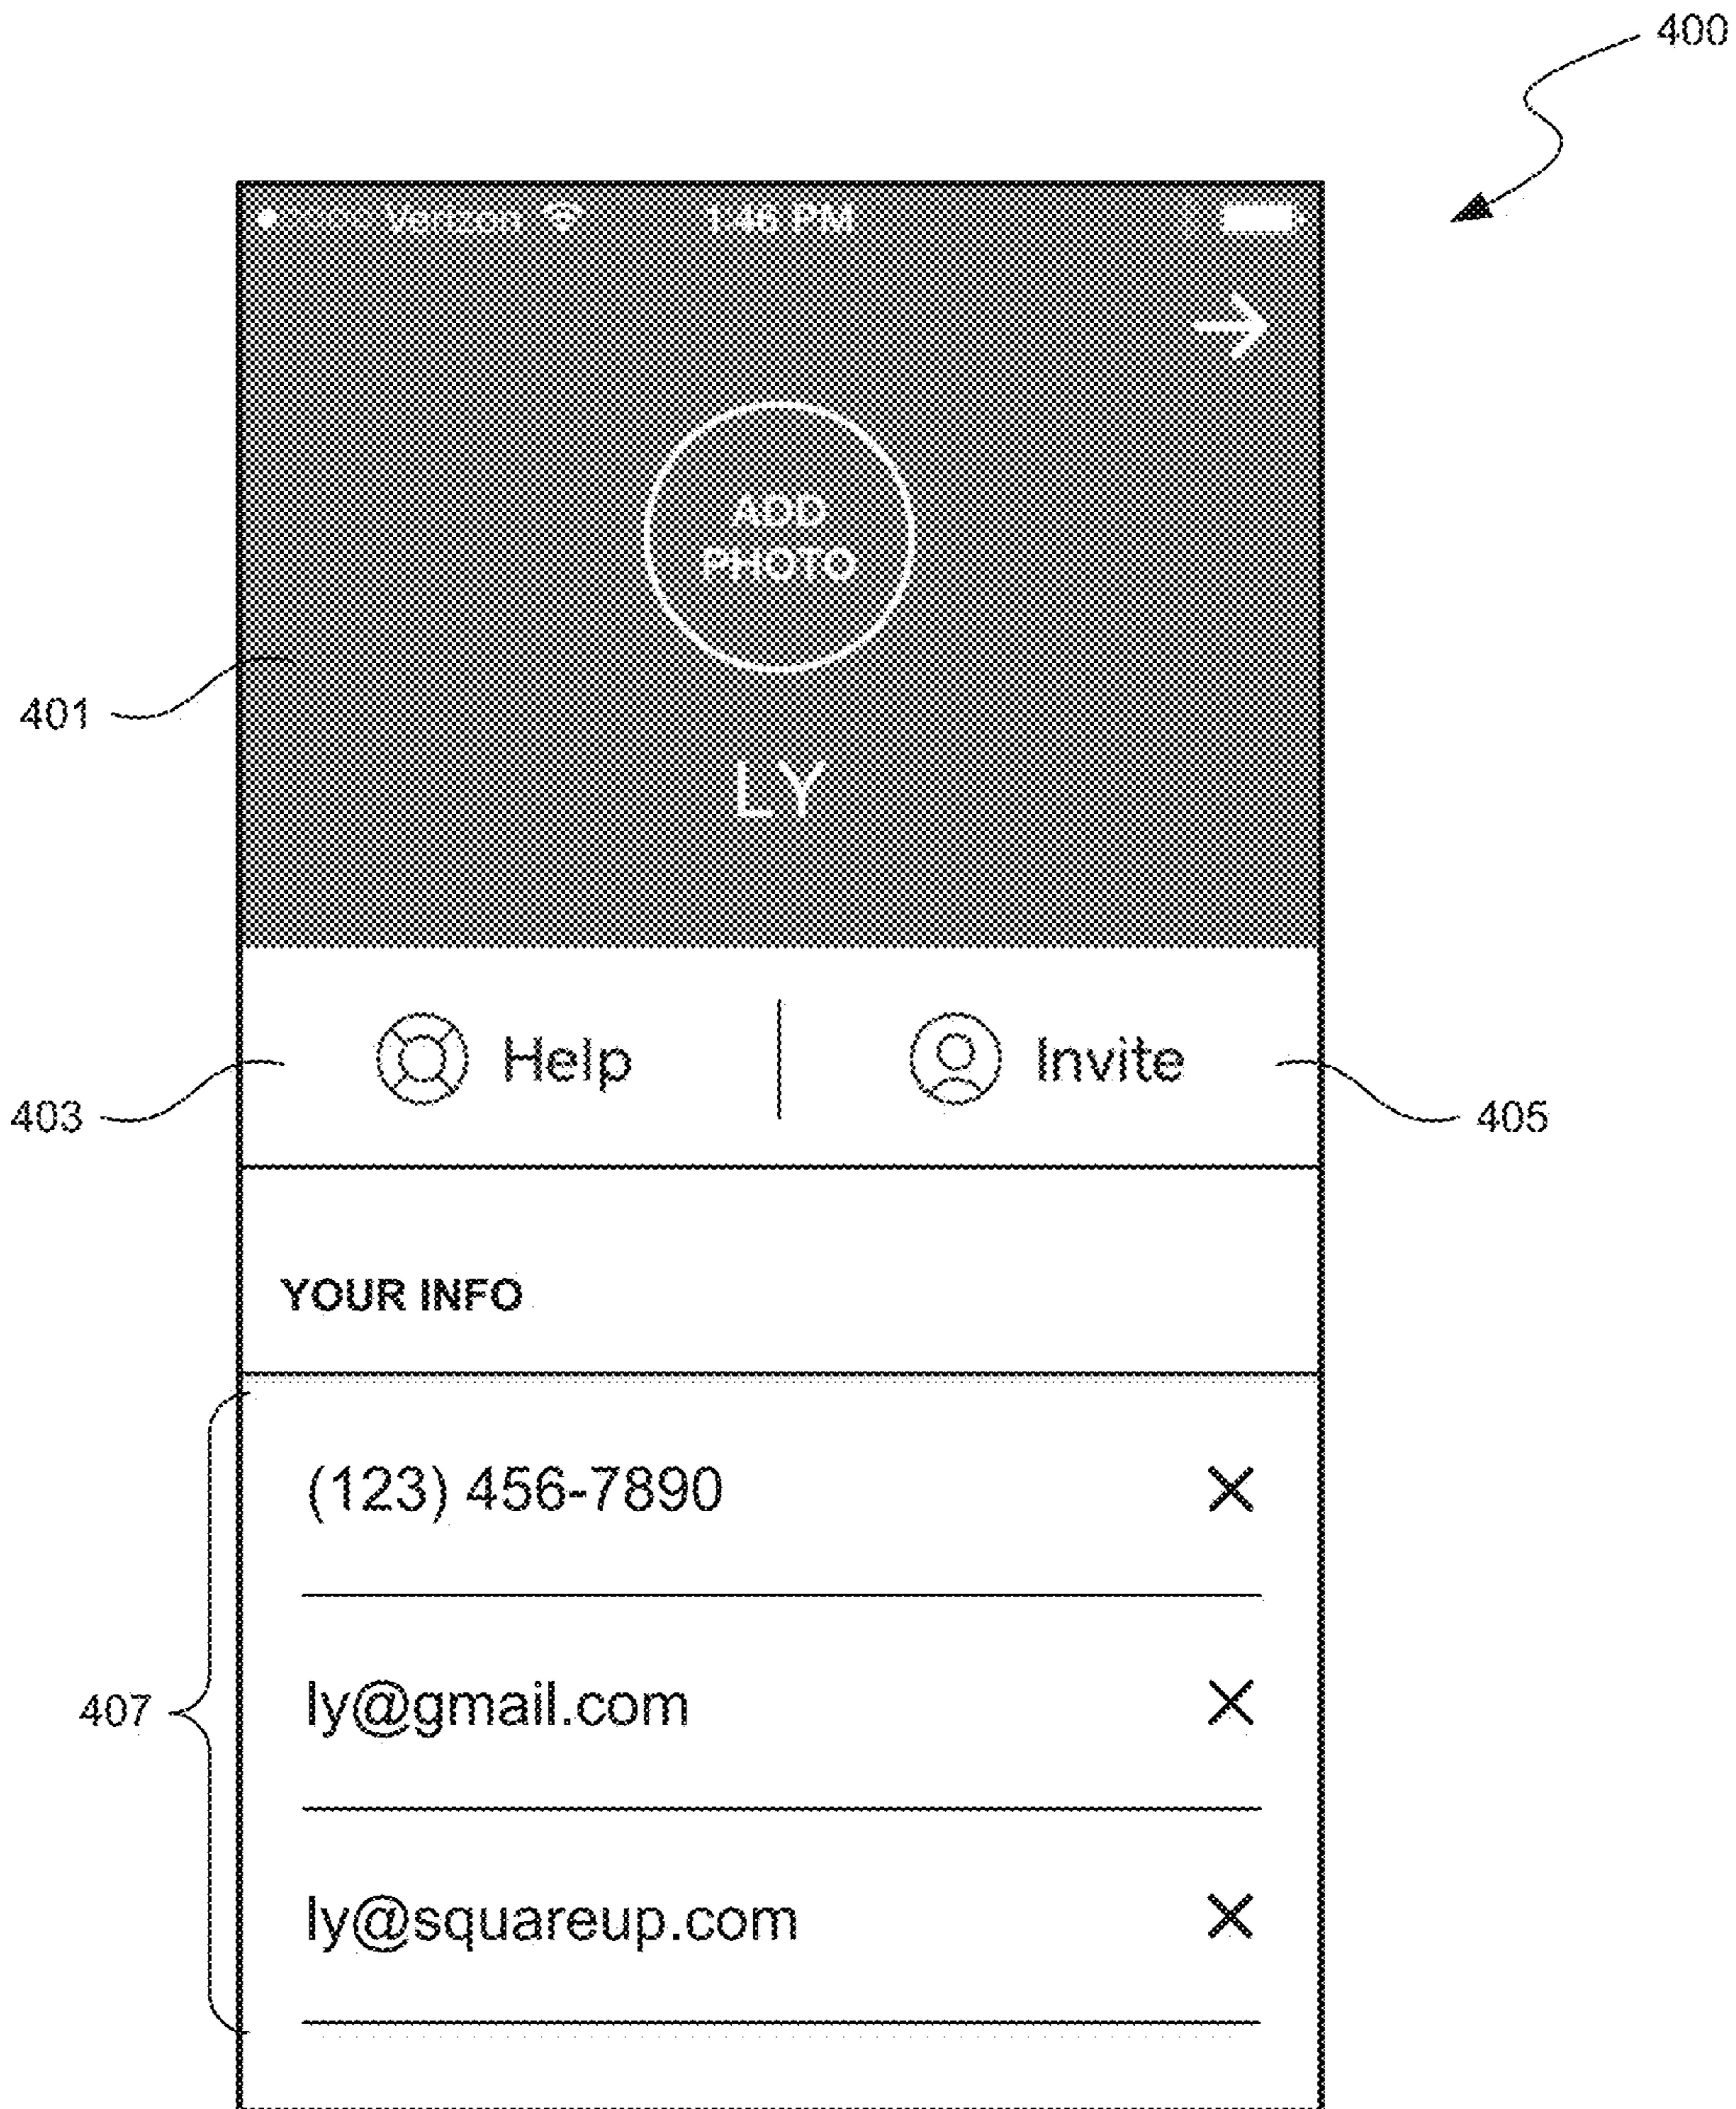 400
Verizon 1:46 PM
ADD
PHOTO
401
LY
Help Invite
403
405
YOUR INFO
(123) 456-7890
407
ly@gmail.com
ly@squareup.com